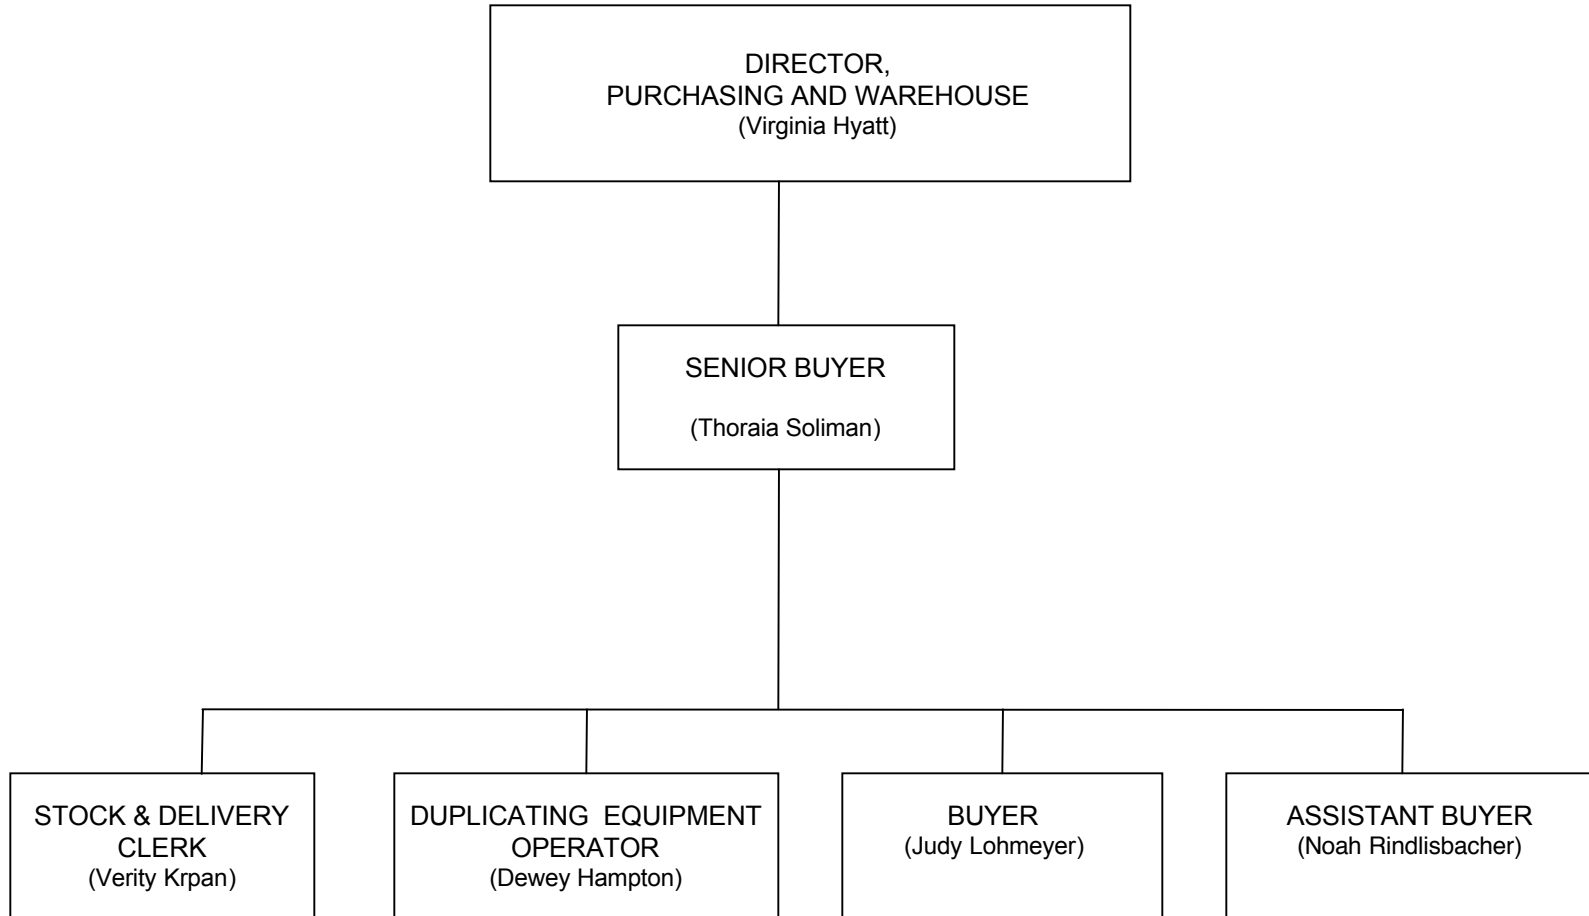 DIRECTOR,
PURCHASING AND WAREHOUSE
(Virginia Hyatt)
SENIOR BUYER
(Thoraia Soliman)
STOCK & DELIVERY
CLERK
(Verity Krpan)
DUPLICATING EQUIPMENT
OPERATOR
(Dewey Hampton)
BUYER
(Judy Lohmeyer)
ASSISTANT BUYER
(Noah Rindlisbacher)